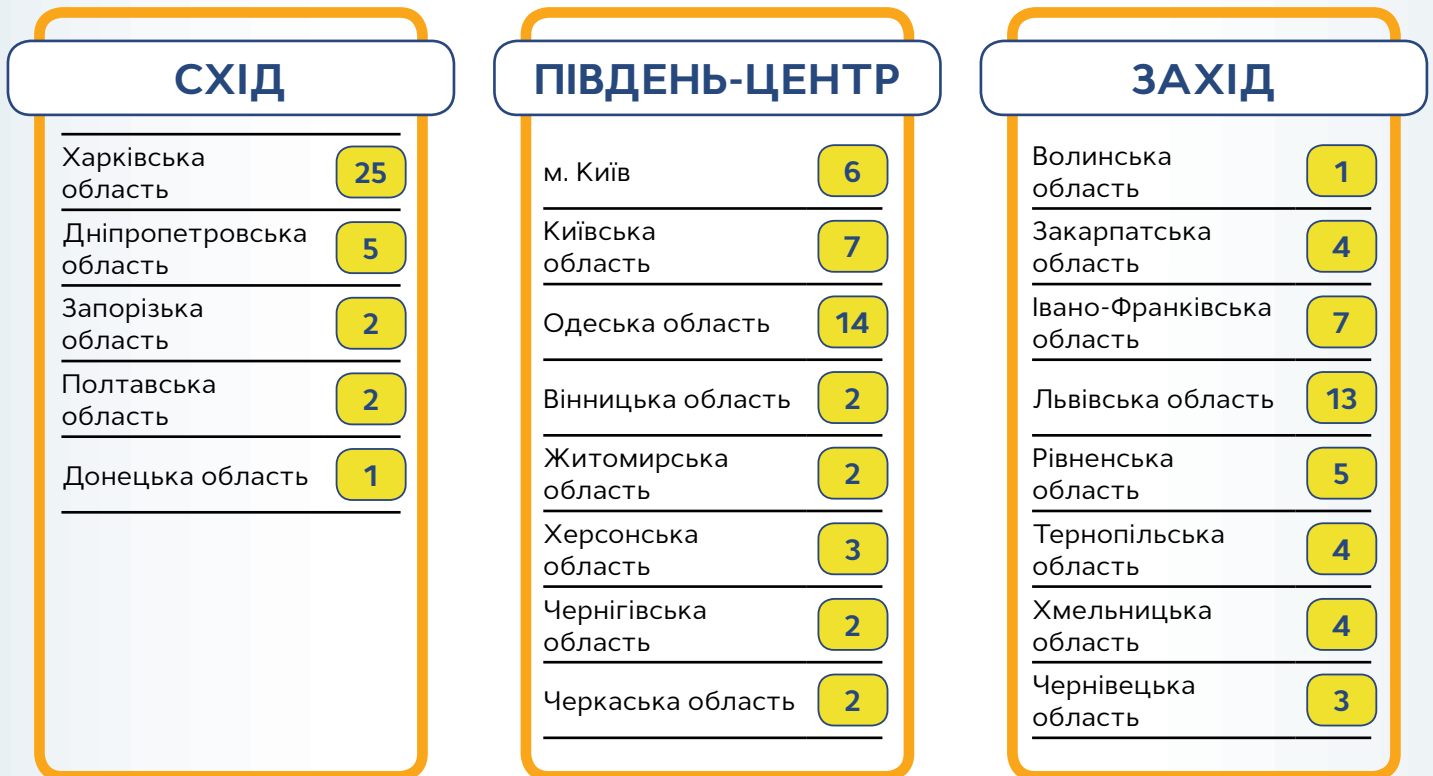 СХІД
Харківська
область
25
Дніпропетровська
область
5
Запорізька
область
2
Полтавська
область
2
Донецька область
1
ПІВДЕНЬ-ЦЕНТР
м. Київ
6
Київська
область
7
Одеська область
14
Вінницька область
2
Житомирська
область
2
Херсонська
область
3
Чернігівська
область
2
Черкаська область
2
ЗАХІД
Волинська
область
1
Закарпатська
область
4
Івано-Франківська
область
7
Львівська область
13
Рівненська
область
5
Тернопільська
область
4
Хмельницька
область
4
Чернівецька
область
3